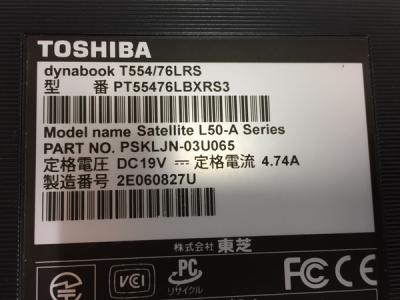 TOSHIBA
dynabook T554/76LRS
型 番 PT55476LBXRS3
Model name Satellite L50-A Series
PART NO. PSKLJN-03U065
定格電圧 DC19V ⎓ 定格電流 4.74A
製造番号 2E060827U
株式会社 東芝
VCCI PC FC
リサイクル